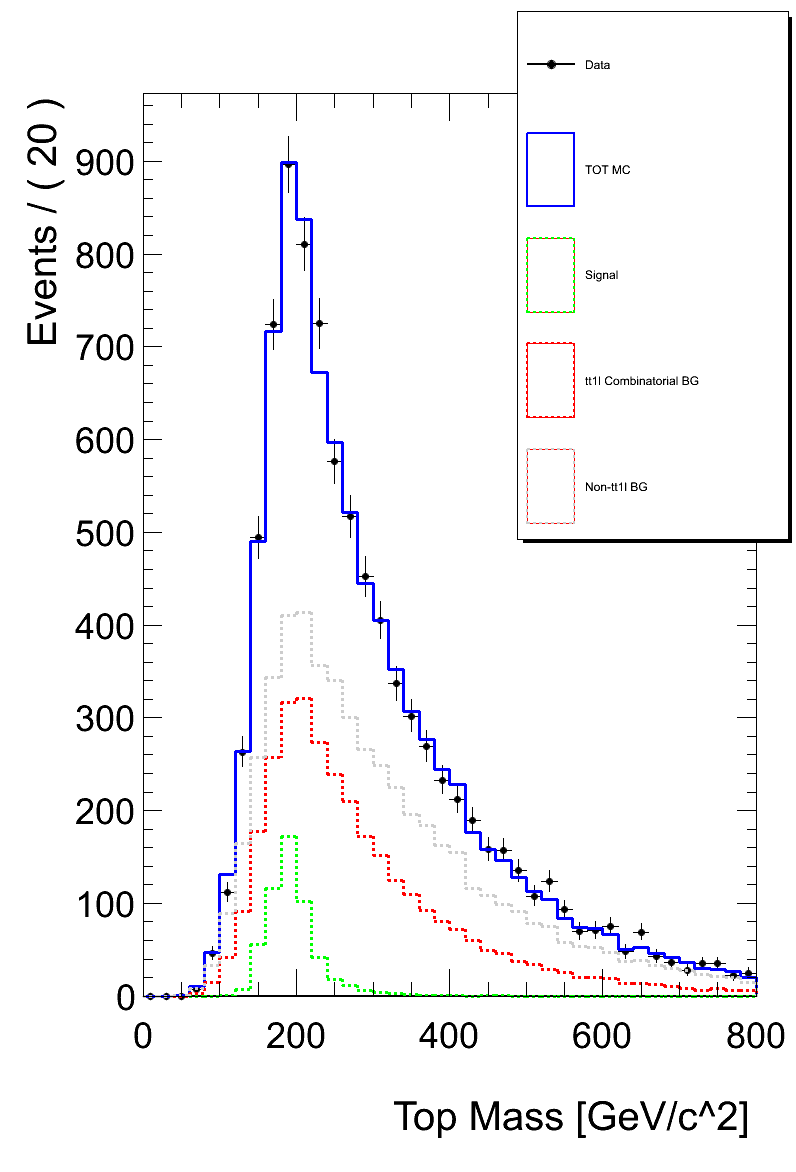 Data
TOT MC
Signal
tt1l Combinatorial BG
Non-tt1l BG
Events / ( 20 )
900
800
700
600
500
400
300
200
100
0
0 200 400 600 800
Top Mass [GeV/c^2]